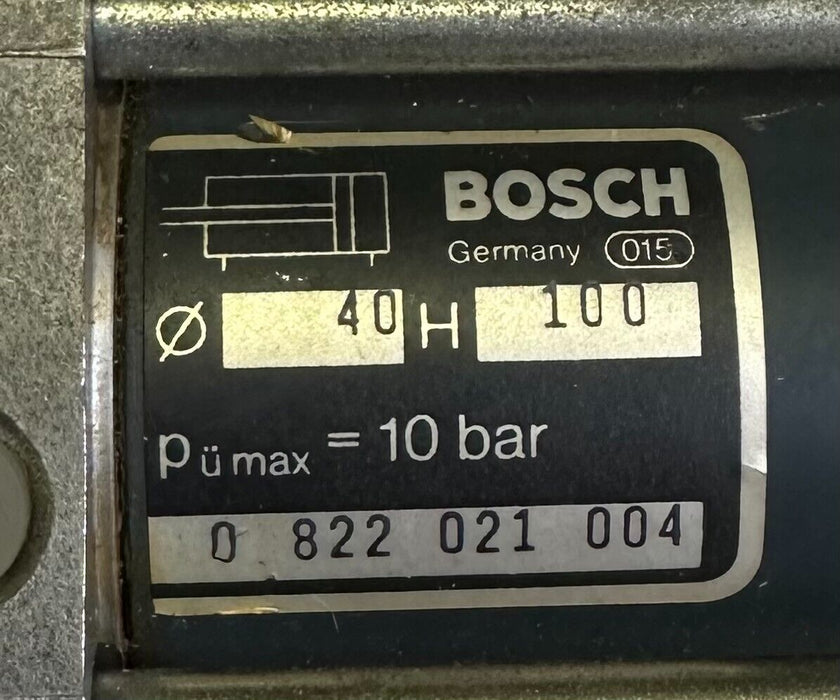 BOSCH
Germany 015
Ø 40 H 100
pü max = 10 bar
0 822 021 004